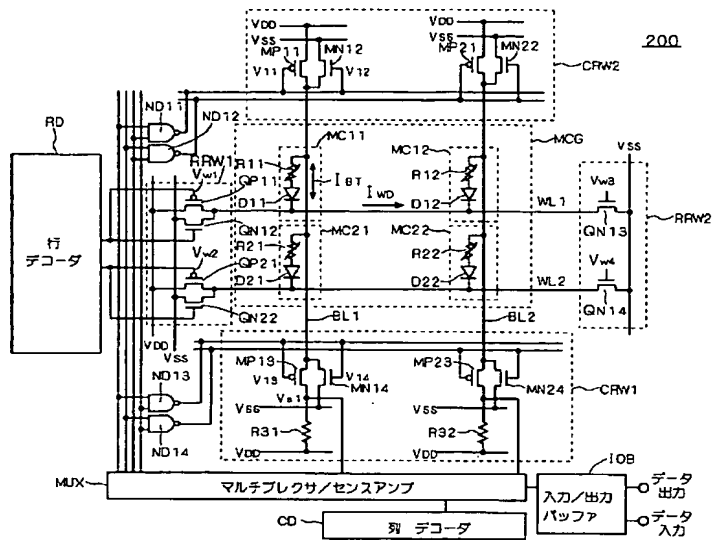 200
VDD
VSS
MP11
MN12
V11
V12
VDD
VSS
MP21
MN22
CRW2
ND11
ND12
RD
行
デコーダ
RRW1
Vw1
QP11
QN12
Vw2
QP21
QN22
VDD
VSS
MC11
R11
D11
IBT
IWD
MC12
R12
D12
MCG
WL1
MC21
R21
D21
MC22
R22
D22
WL2
VSS
Vw3
QN13
Vw4
QN14
RRW2
BL1
BL2
ND13
ND14
MP13
V13
V14
MN14
VSS
Vs1
R31
VDD
MP23
MN24
VSS
R32
VDD
CRW1
MUX
マルチプレクサ/センスアンプ
CD
列 デコーダ
IOB
入力/出力
バッファ
データ
出力
データ
入力